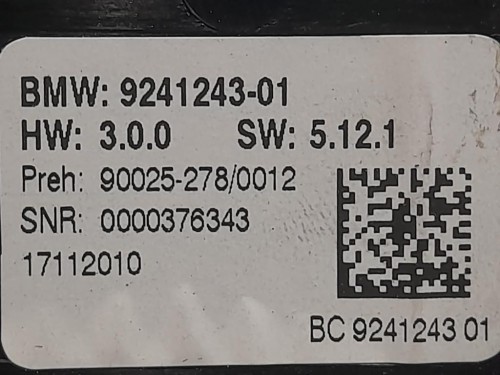 BMW: 9241243-01
HW: 3.0.0 SW: 5.12.1
Preh: 90025-278/0012
SNR: 0000376343
17112010
BC 9241243 01